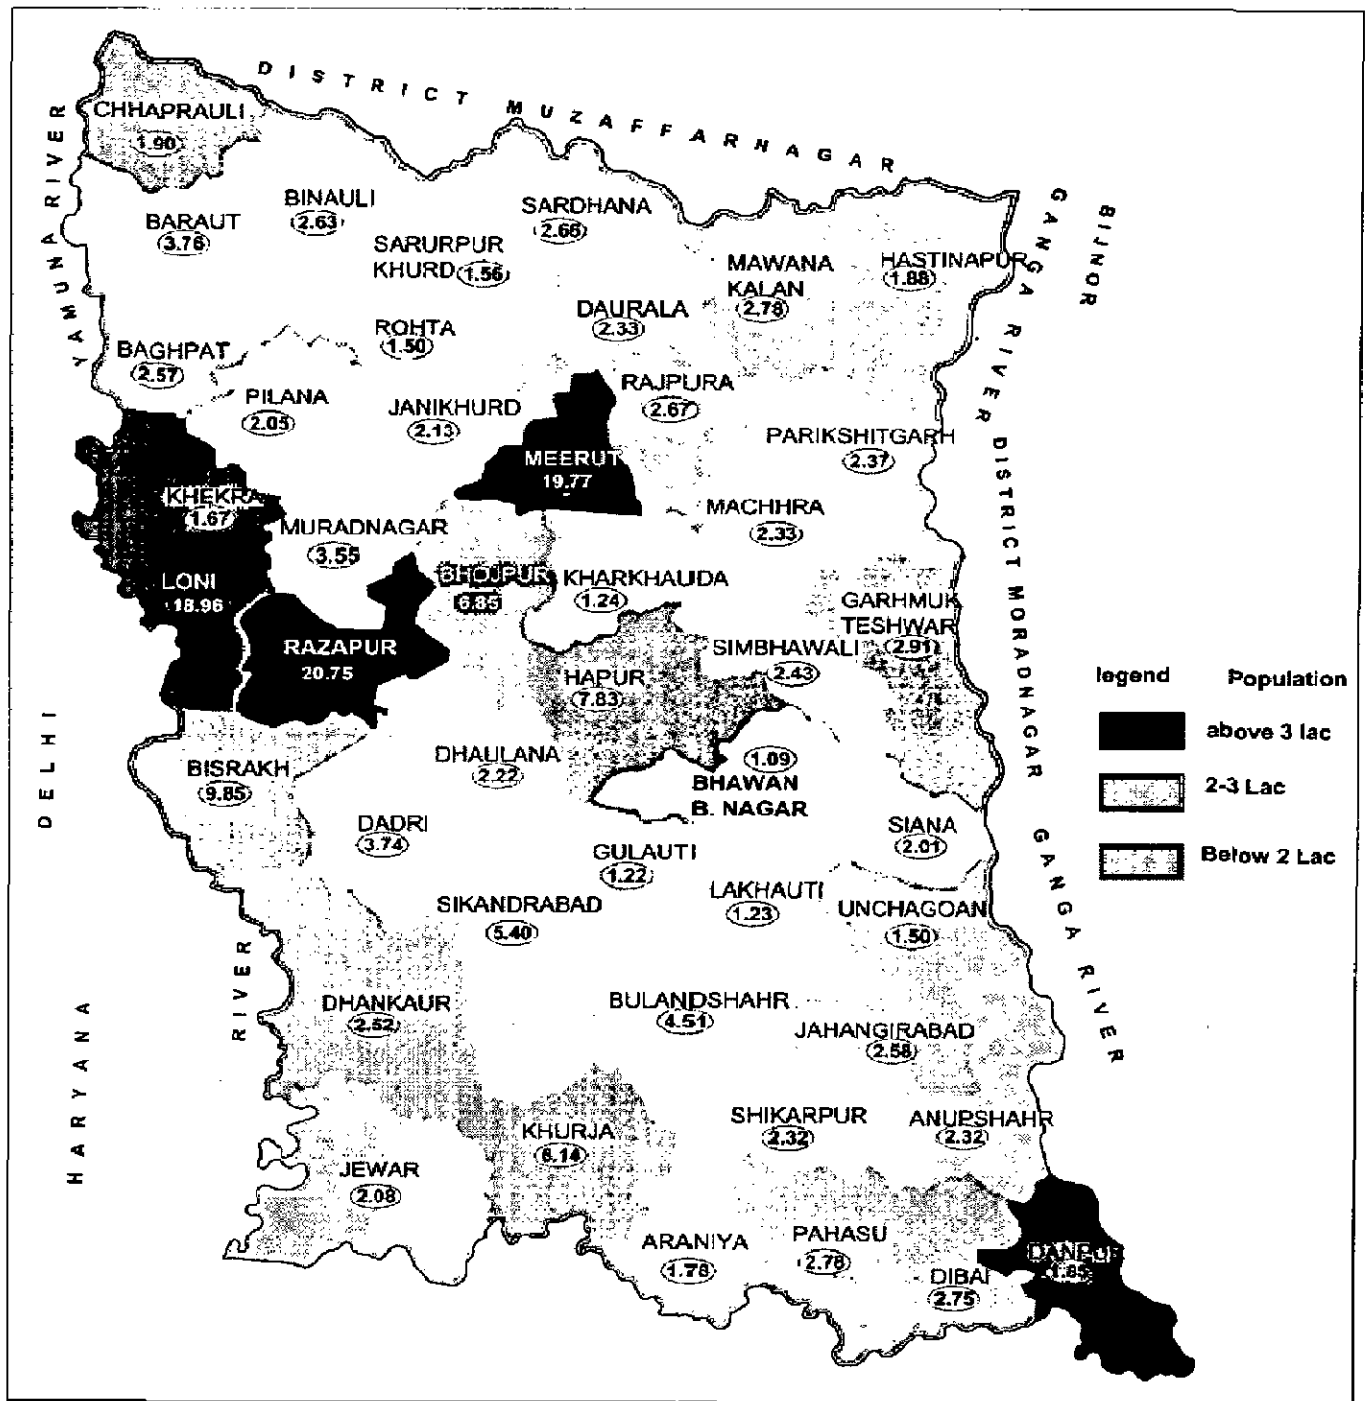 DISTRICT MUZAFFARNAGAR
CHHAPRAULI
1.90
YAMUNA RIVER
BINAULI
2.63
SARDHANA
2.66
BARAUT
3.76
SARURPUR
KHURD 1.56
MAWANA
KALAN
2.78
HASTINAPUR
1.88
GANGA RIVER
BIJNOR
DAURALA
2.33
ROHTA
1.50
BAGHPAT
2.57
PILANA
2.05
JANIKHURD
2.13
RAJPURA
2.67
PARIKSHITGARH
2.37
MEERUT
19.77
KHEKRA
1.67
MURADNAGAR
3.55
MACHHRA
2.33
DISTRICT MORADNAGAR
LONI
18.96
BHOJPUR
6.85
KHARKHAUDA
1.24
GARHMUK
TESHWAR
2.91
RAZAPUR
20.75
SIMBHAWALI
2.43
HAPUR
7.83
legend Population
above 3 lac
2-3 Lac
Below 2 Lac
DELHI
BISRAKH
9.85
DHAULANA
2.22
1.09
BHAWAN
B. NAGAR
DADRI
3.74
GULAUTI
1.22
SIANA
2.01
GANGA RIVER
SIKANDRABAD
5.40
LAKHAUTI
1.23
UNCHAGOAN
1.50
RIVER
HARYANA
DHANKAUR
2.52
BULANDSHAHR
4.51
JAHANGIRABAD
2.58
KHURJA
6.14
SHIKARPUR
2.32
ANUPSHAHR
2.32
JEWAR
2.08
ARANIYA
1.78
PAHASU
2.78
DIBAI
2.75
DANPUR
1.85